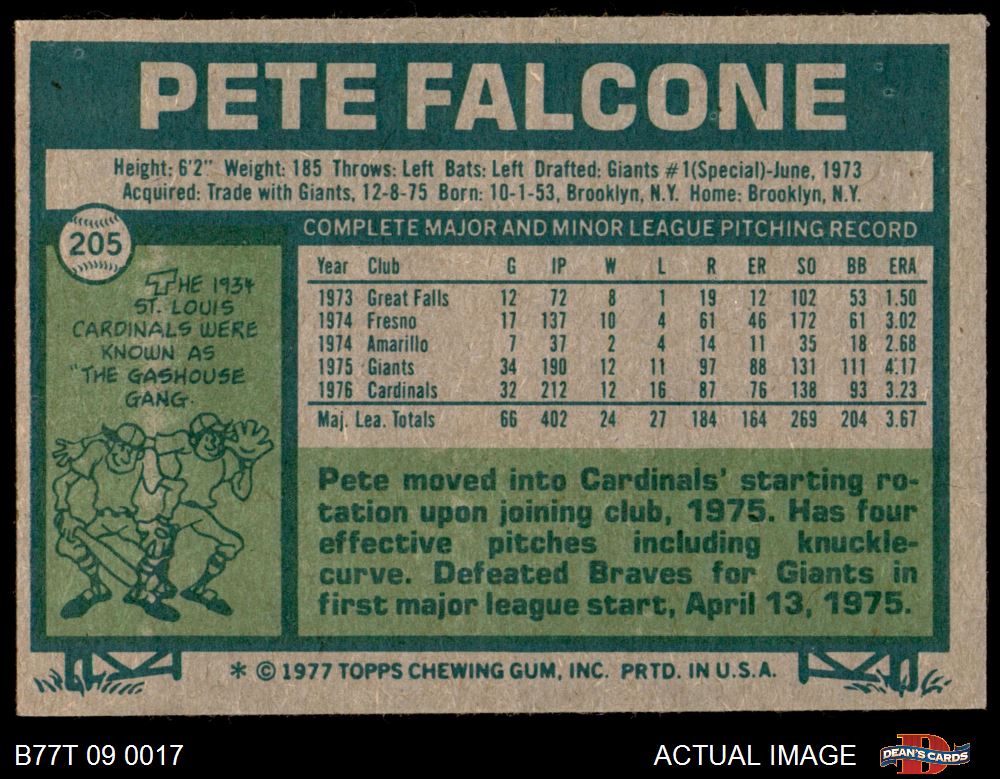 PETE FALCONE
Height: 6'2" Weight: 185 Throws: Left Bats: Left Drafted: Giants #1(Special)-June, 1973
Acquired: Trade with Giants, 12-8-75 Born: 10-1-53, Brooklyn, N.Y. Home: Brooklyn, N.Y.
205
THE 1934
ST. LOUIS
CARDINALS WERE
KNOWN AS
"THE GASHOUSE
GANG.
COMPLETE MAJOR AND MINOR LEAGUE PITCHING RECORD
Year Club G IP W L R ER SO BB ERA
1973 Great Falls 12 72 8 1 19 12 102 53 1.50
1974 Fresno 17 137 10 4 61 46 172 61 3.02
1974 Amarillo 7 37 2 4 14 11 35 18 2.68
1975 Giants 34 190 12 11 97 88 131 111 4.17
1976 Cardinals 32 212 12 16 87 76 138 93 3.23
Maj. Lea. Totals 66 402 24 27 184 164 269 204 3.67
Pete moved into Cardinals' starting ro-
tation upon joining club, 1975. Has four
effective pitches including knuckle-
curve. Defeated Braves for Giants in
first major league start, April 13, 1975.
* © 1977 TOPPS CHEWING GUM, INC. PRTD. IN U.S.A.
B77T 09 0017
ACTUAL IMAGE
DEAN'S CARDS